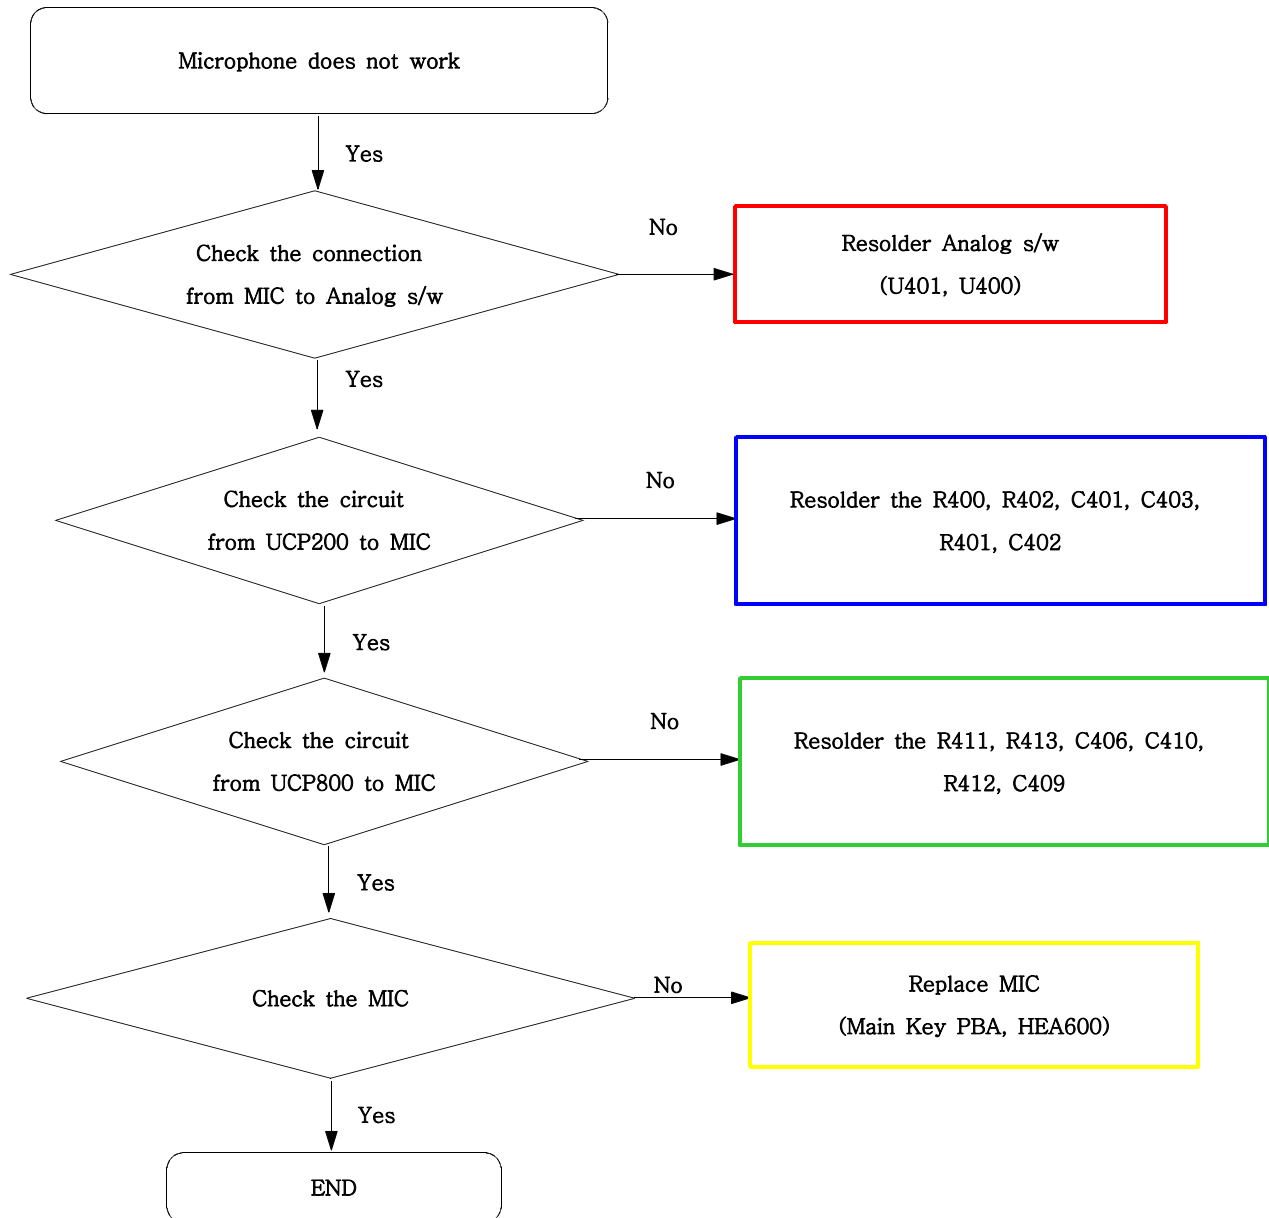 Microphone does not work
Yes
Check the connection
from MIC to Analog s/w
No
Resolder Analog s/w
(U401, U400)
Yes
Check the circuit
from UCP200 to MIC
No
Resolder the R400, R402, C401, C403,
R401, C402
Yes
Check the circuit
from UCP800 to MIC
No
Resolder the R411, R413, C406, C410,
R412, C409
Yes
Check the MIC
No
Replace MIC
(Main Key PBA, HEA600)
Yes
END